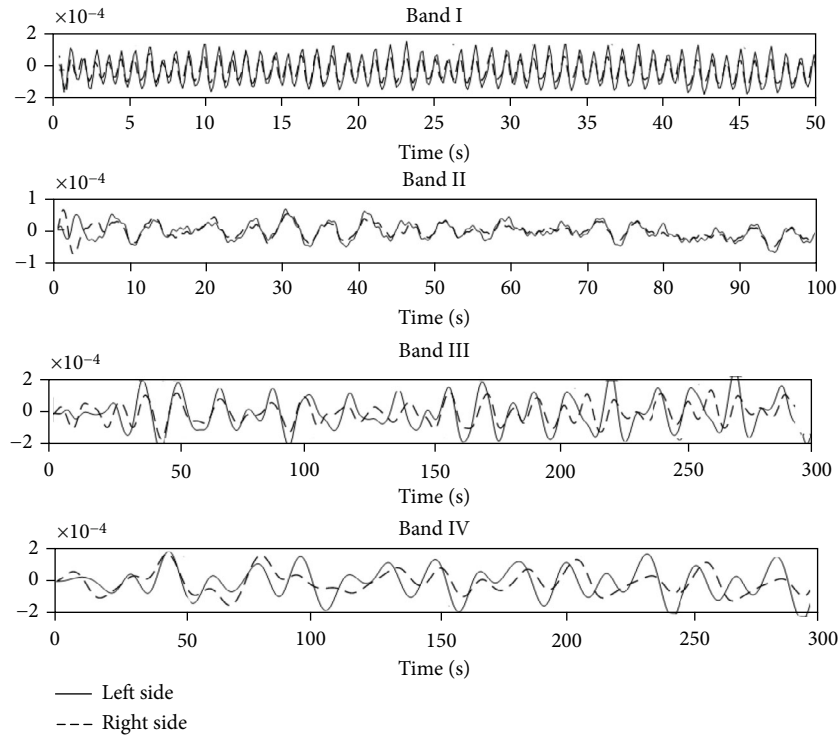 Band I
×10⁻⁴
2
0
−2
0 5 10 15 20 25 30 35 40 45 50
Time (s)
Band II
×10⁻⁴
1
0
−1
0 10 20 30 40 50 60 70 80 90 100
Time (s)
Band III
×10⁻⁴
2
0
−2
0 50 100 150 200 250 300
Time (s)
Band IV
×10⁻⁴
2
0
−2
0 50 100 150 200 250 300
Time (s)
Left side
Right side